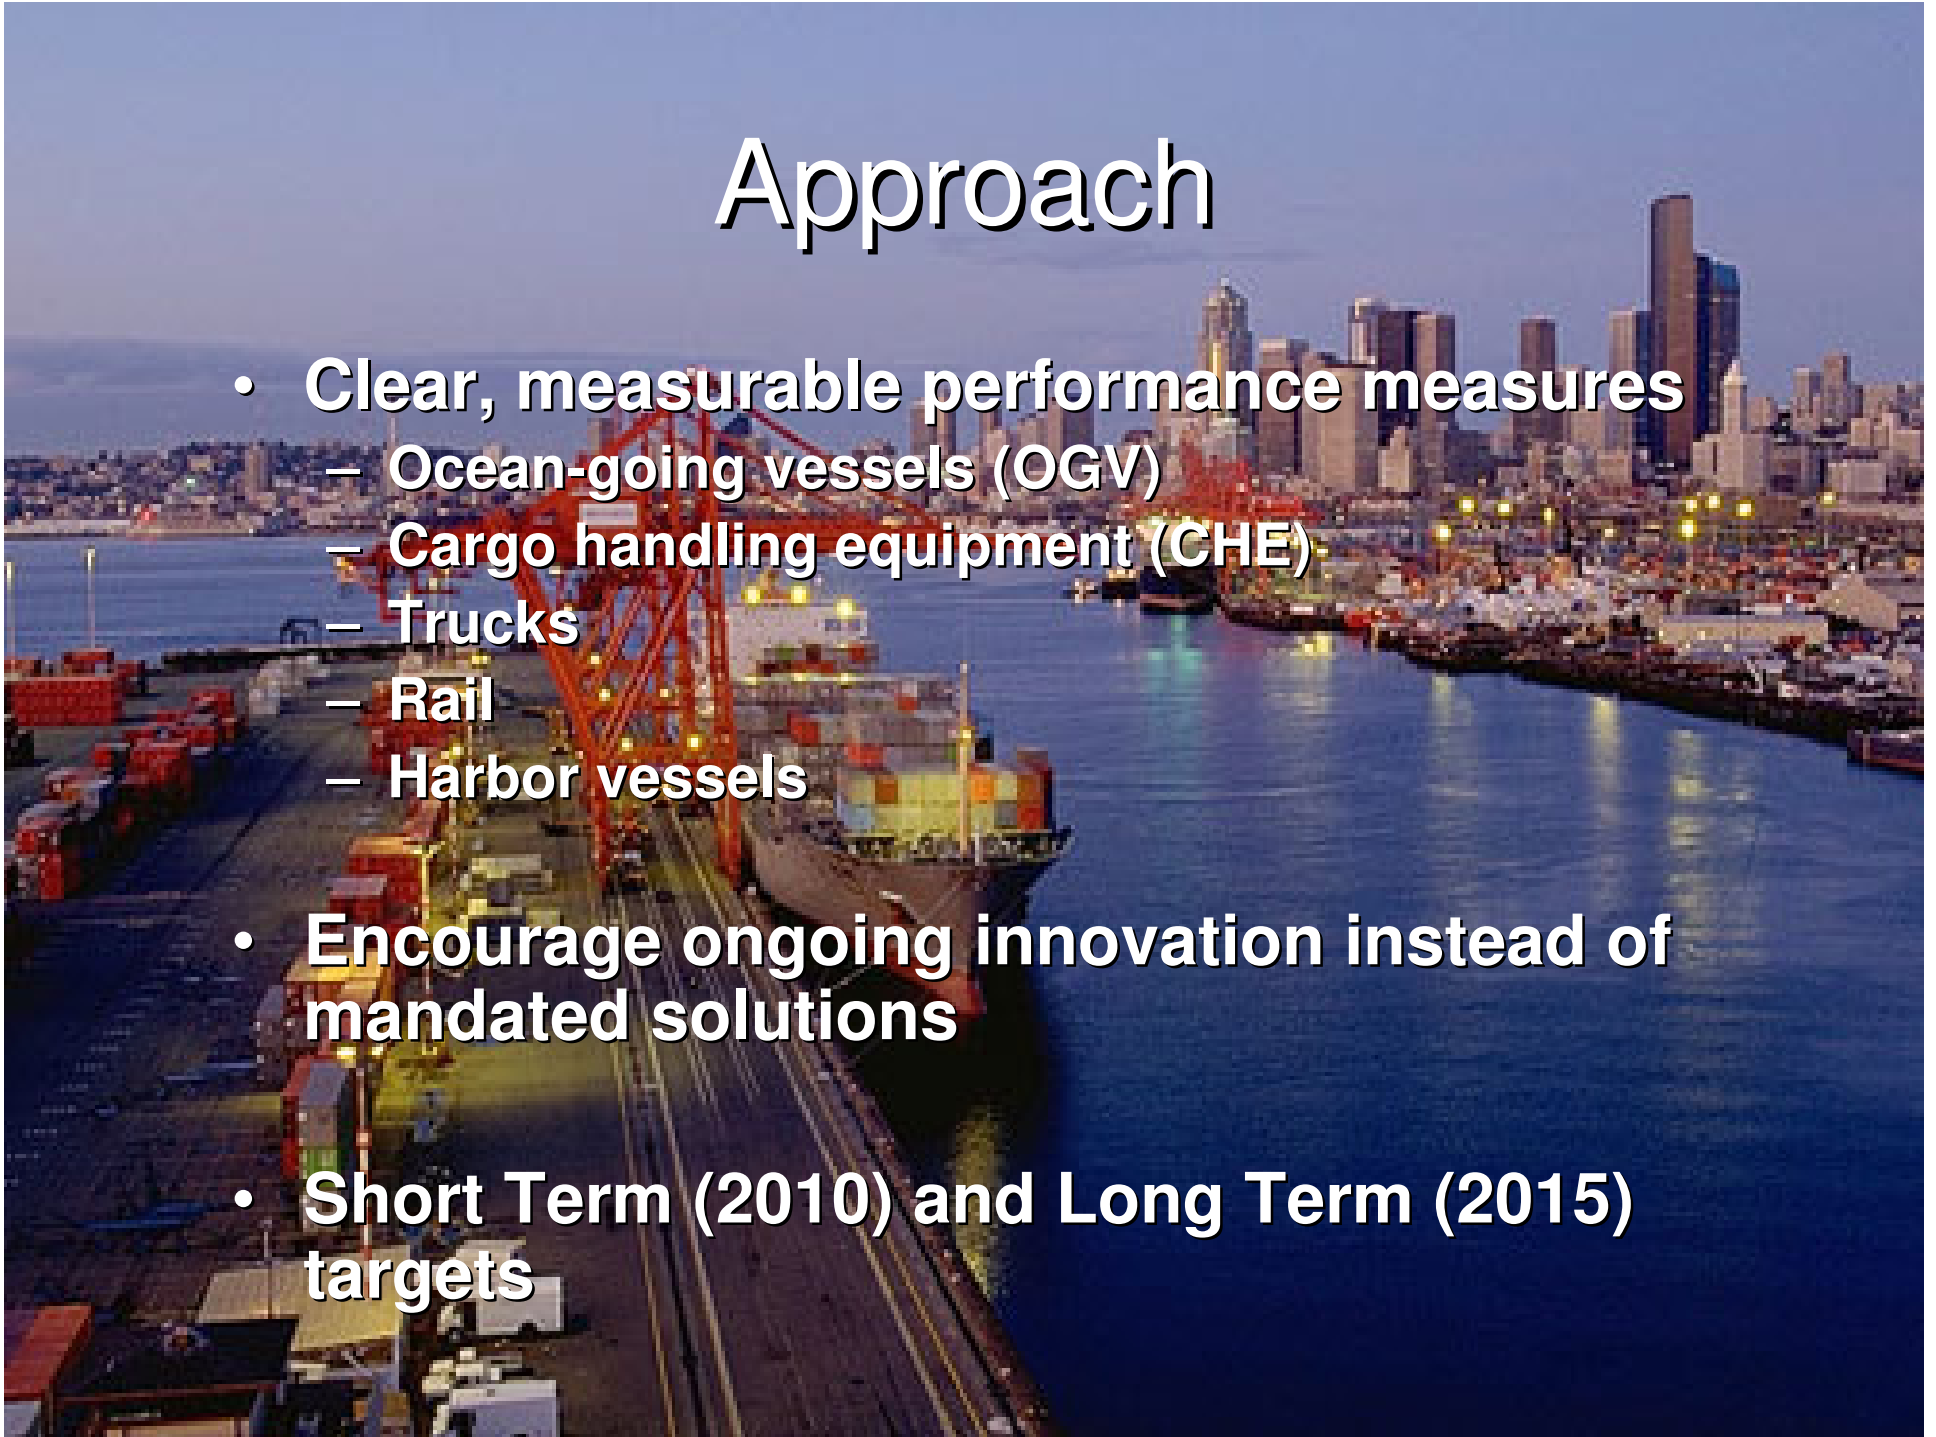 Approach
• Clear, measurable performance measures
– Ocean-going vessels (OGV)
– Cargo handling equipment (CHE)
– Trucks
– Rail
– Harbor vessels
• Encourage ongoing innovation instead of
mandated solutions
• Short Term (2010) and Long Term (2015)
targets